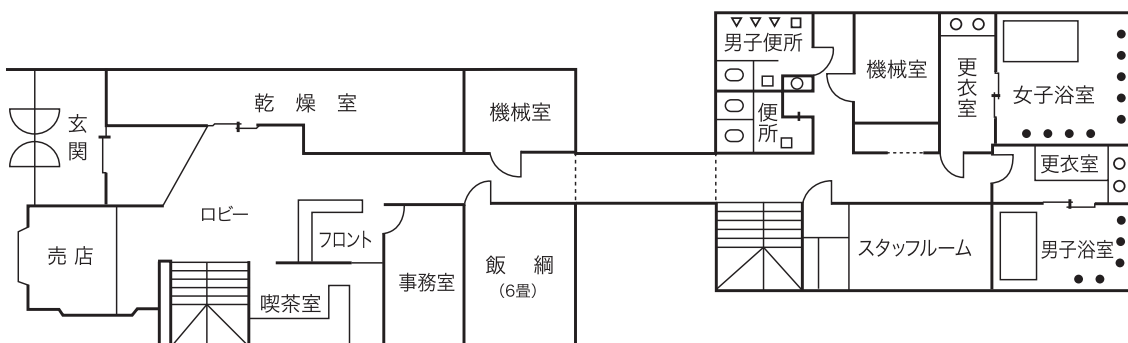 男子便所
機械室
更衣室
女子浴室
乾燥室
機械室
便所
玄関
更衣室
ロビー
フロント
売店
事務室
飯綱
(6畳)
スタッフルーム
男子浴室
喫茶室